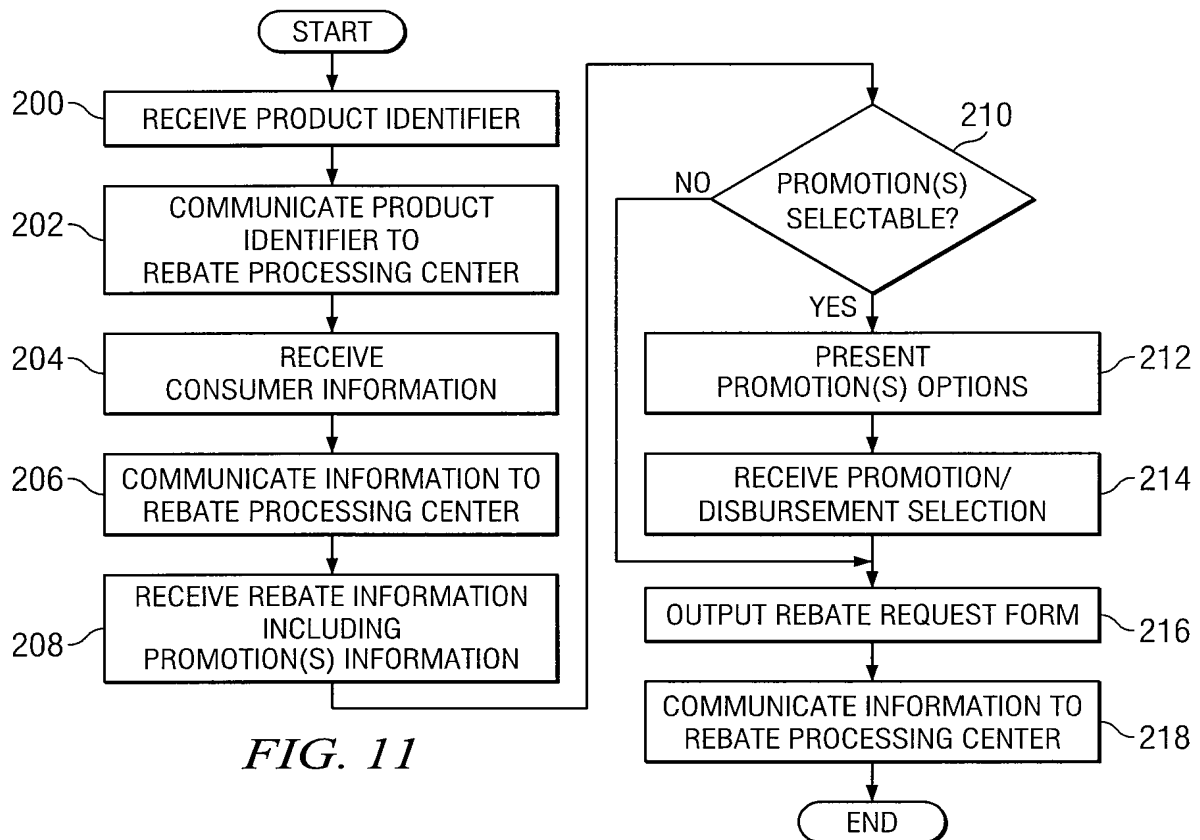 START
200
RECEIVE PRODUCT IDENTIFIER
202
COMMUNICATE PRODUCT
IDENTIFIER TO
REBATE PROCESSING CENTER
204
RECEIVE
CONSUMER INFORMATION
206
COMMUNICATE INFORMATION TO
REBATE PROCESSING CENTER
208
RECEIVE REBATE INFORMATION
INCLUDING
PROMOTION(S) INFORMATION
FIG. 11
210
PROMOTION(S)
SELECTABLE?
NO
YES
PRESENT
PROMOTION(S) OPTIONS
212
RECEIVE PROMOTION/
DISBURSEMENT SELECTION
214
OUTPUT REBATE REQUEST FORM
216
COMMUNICATE INFORMATION TO
REBATE PROCESSING CENTER
218
END